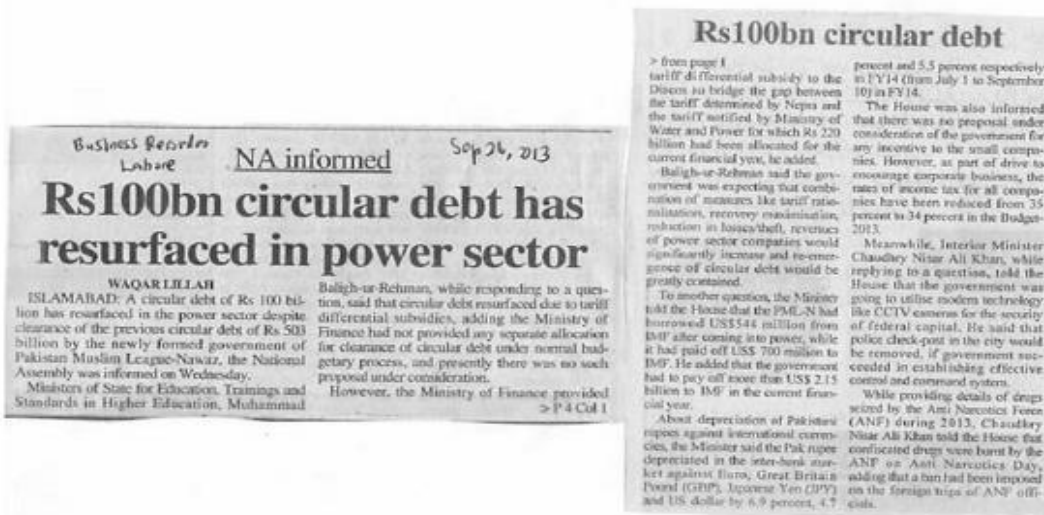 Business Recorder
Lahore
Sep 26, 2013
NA informed
Rs100bn circular debt has
resurfaced in power sector
WAQAR LILLAH
ISLAMABAD: A circular debt of Rs 100 bil-
lion has resurfaced in the power sector despite
clearance of the previous circular debt of Rs 503
billion by the newly formed government of
Pakistan Muslim League-Nawaz, the National
Assembly was informed on Wednesday.
Ministers of State for Education, Trainings and
Standards in Higher Education, Muhammad
Baligh-ur-Rehman, while responding to a ques-
tion, said that circular debt resurfaced due to tariff
differential subsidies, adding the Ministry of
Finance had not provided any separate allocation
for clearance of circular debt under normal bud-
getary process, and presently there was no such
proposal under consideration.
However, the Ministry of Finance provided
> P 4 Col 1
Rs100bn circular debt
> from page 1
tariff differential subsidy to the
Discos to bridge the gap between
the tariff determined by Nepra and
the tariff notified by Ministry of
Water and Power for which Rs 220
billion had been allocated for the
current financial year, he added.
Baligh-ur-Rehman said the gov-
ernment was expecting that combi-
nation of measures like tariff ratio-
nalisation, recovery maximisation,
reduction in losses/theft, revenues
of power sector companies would
significantly increase and re-emer-
gence of circular debt would be
greatly contained.
To another question, the Minister
told the House that the PML-N had
borrowed US$544 million from
IMF after coming into power, while
it had paid off US$ 700 million to
IMF. He added that the government
had to pay off more than US$ 2.15
billion to IMF in the current finan-
cial year.
About depreciation of Pakistani
rupees against international curren-
cies, the Minister said the Pak rupee
depreciated in the inter-bank mar-
ket against Euro, Great Britain
Pound (GBP), Japanese Yen (JPY)
and US dollar by 6.9 percent, 4.7
percent and 5.5 percent respectively
in FY14 (from July 1 to September
10) in FY14.
The House was also informed
that there was no proposal under
consideration of the government for
any incentive to the small compa-
nies. However, as part of drive to
encourage corporate business, the
rates of income tax for all compa-
nies have been reduced from 35
percent to 34 percent in the Budget-
2013.
Meanwhile, Interior Minister
Chaudhry Nisar Ali Khan, while
replying to a question, told the
House that the government was
going to utilise modern technology
like CCTV cameras for the security
of federal capital. He said that
police check-post in the city would
be removed, if government suc-
ceeded in establishing effective
control and command system.
While providing details of drugs
seized by the Anti Narcotics Force
(ANF) during 2013, Chaudhry
Nisar Ali Khan told the House that
confiscated drugs were burnt by the
ANF on Anti Narcotics Day,
adding that a ban had been imposed
on the foreign trips of ANF offi-
cials.